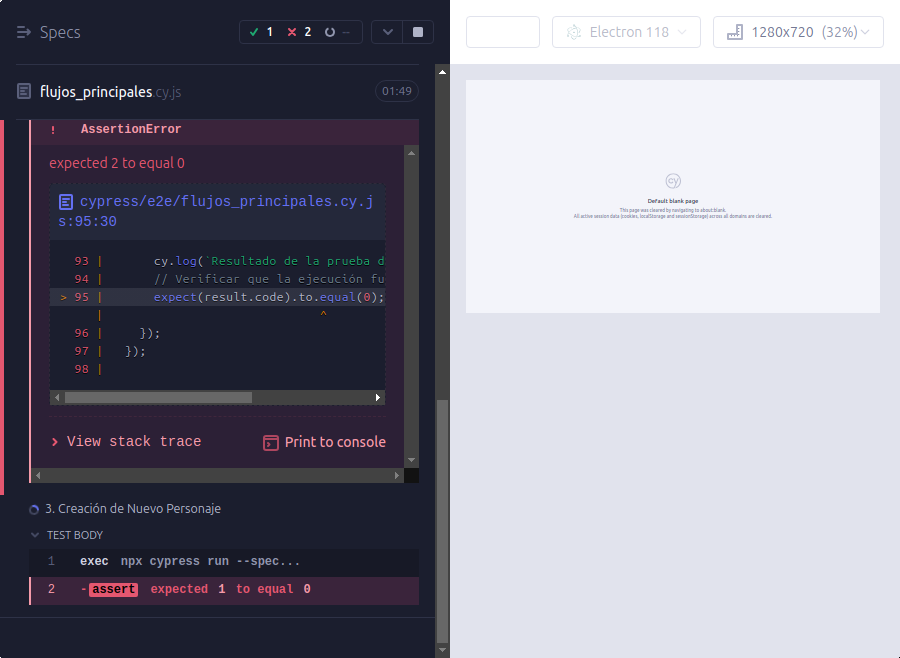 Specs
1
2
--
Electron 118
1280x720 (32%)
flujos_principales.cy.js
01:49
! AssertionError
expected 2 to equal 0
cypress/e2e/flujos_principales.cy.j
s:95:30
93 | cy.log(`Resultado de la prueba d
94 | // Verificar que la ejecución fu
> 95 | expect(result.code).to.equal(0);
| ^
96 | });
97 | });
98 |
> View stack trace
Print to console
3. Creación de Nuevo Personaje
TEST BODY
1 exec npx cypress run --spec...
2 -assert expected 1 to equal 0
cy
Default blank page
This page was cleared by navigating to about:blank.
All active session data (cookies, localStorage and sessionStorage) across all domains are cleared.